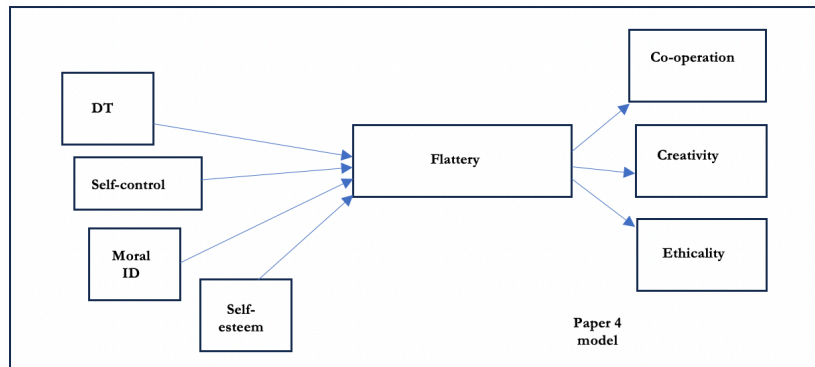 Co-operation
DT
Flattery
Creativity
Self-control
Moral
ID
Ethicality
Self-
esteem
Paper 4
model